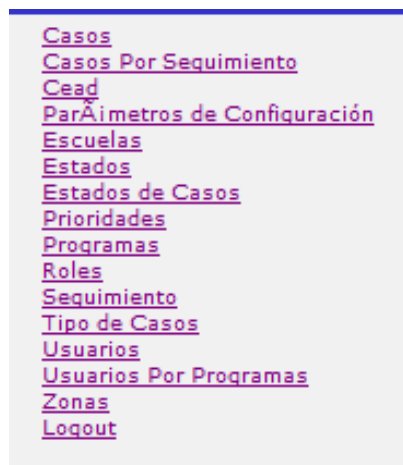 Casos
Casos Por Seguimiento
Cead
ParÃ¡metros de Configuración
Escuelas
Estados
Estados de Casos
Prioridades
Programas
Roles
Seguimiento
Tipo de Casos
Usuarios
Usuarios Por Programas
Zonas
Logout